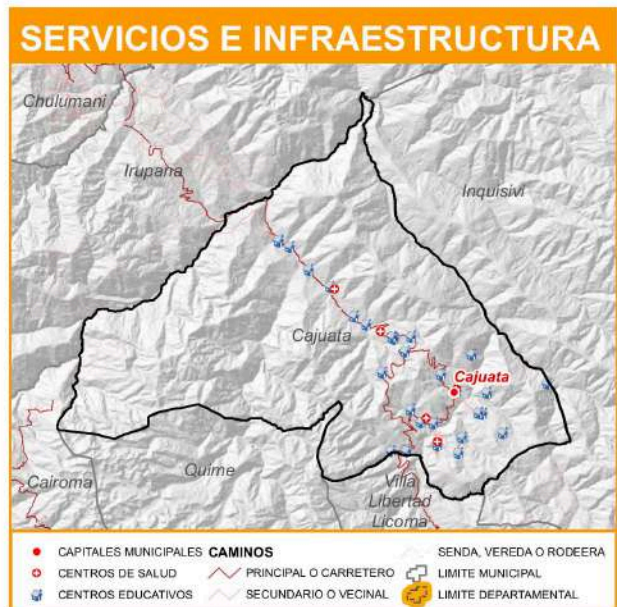 SERVICIOS E INFRAESTRUCTURA
Chulumani
Irupana
Inquisivi
Cajuata
Cajuata
Cairoma
Quime
Villa
Libertad
Licoma
CAPITALES MUNICIPALES
CENTROS DE SALUD
CENTROS EDUCATIVOS
CAMINOS
PRINCIPAL O CARRETERO
SECUNDARIO O VECINAL
SENDA, VEREDA O RODEERA
LIMITE MUNICIPAL
LIMITE DEPARTAMENTAL